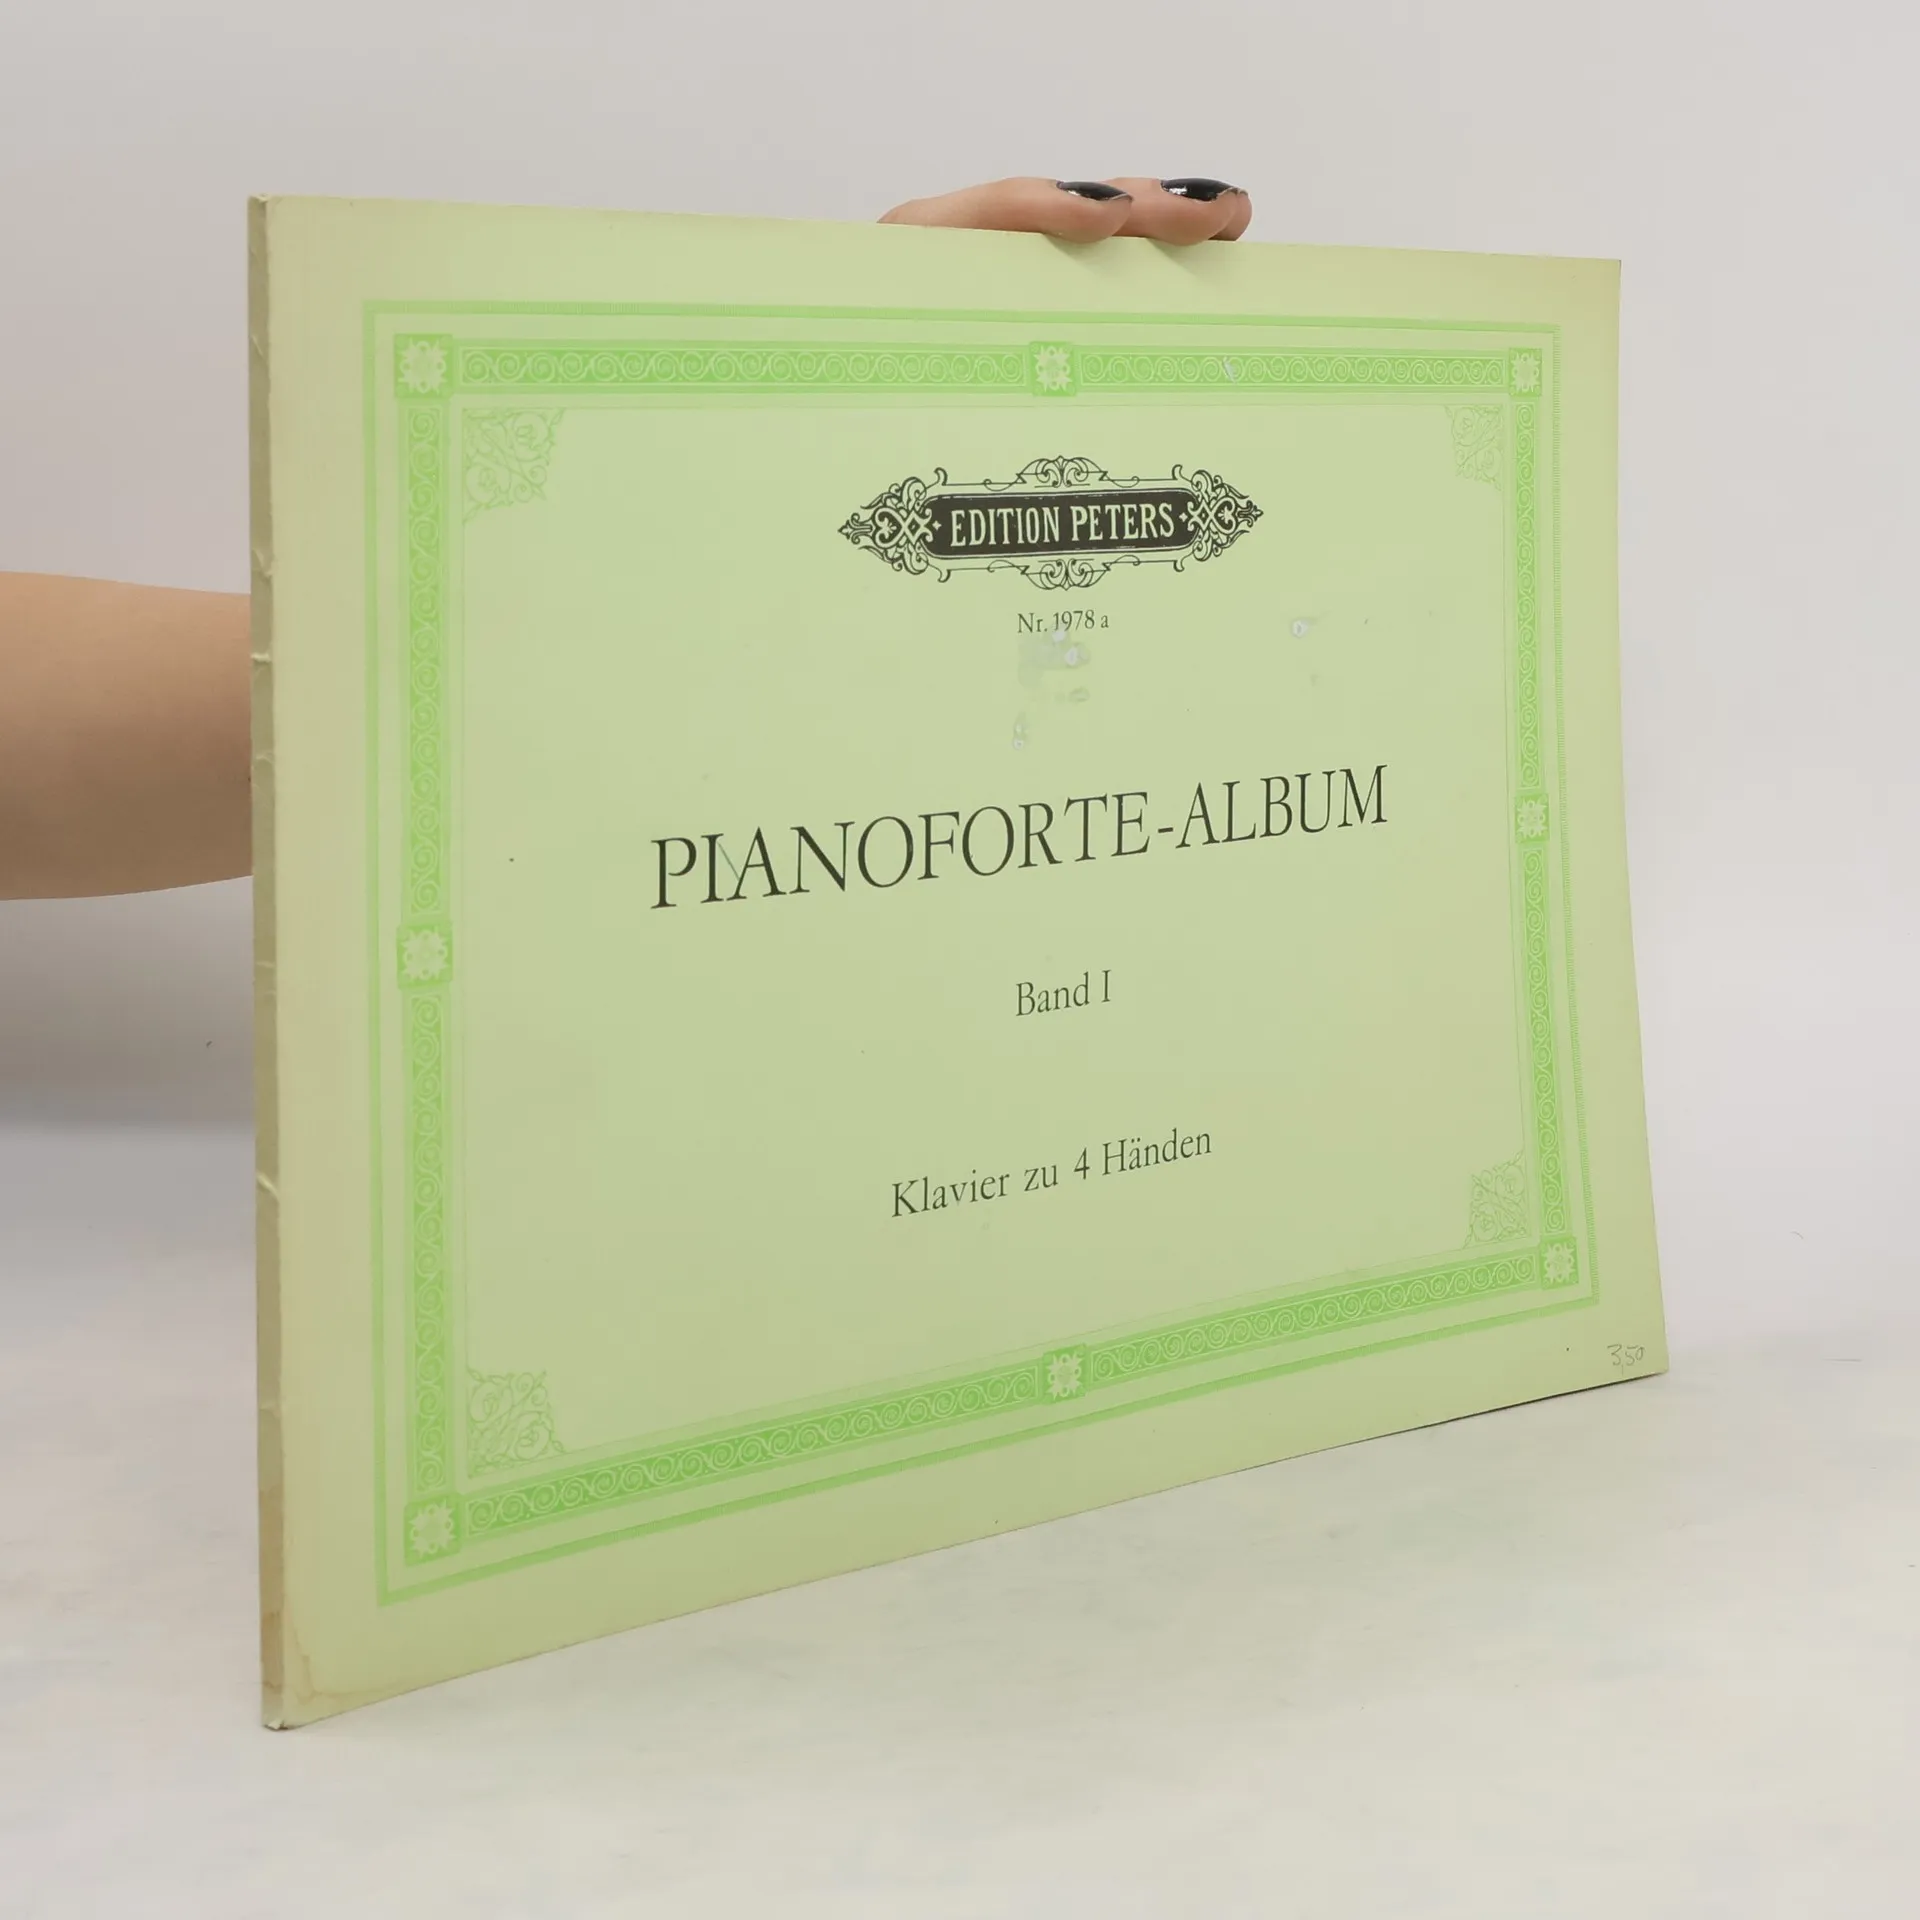 EDITION PETERS
Nr. 1978 a
PIANOFORTE-ALBUM
Band I
Klavier zu 4 Händen
3,50